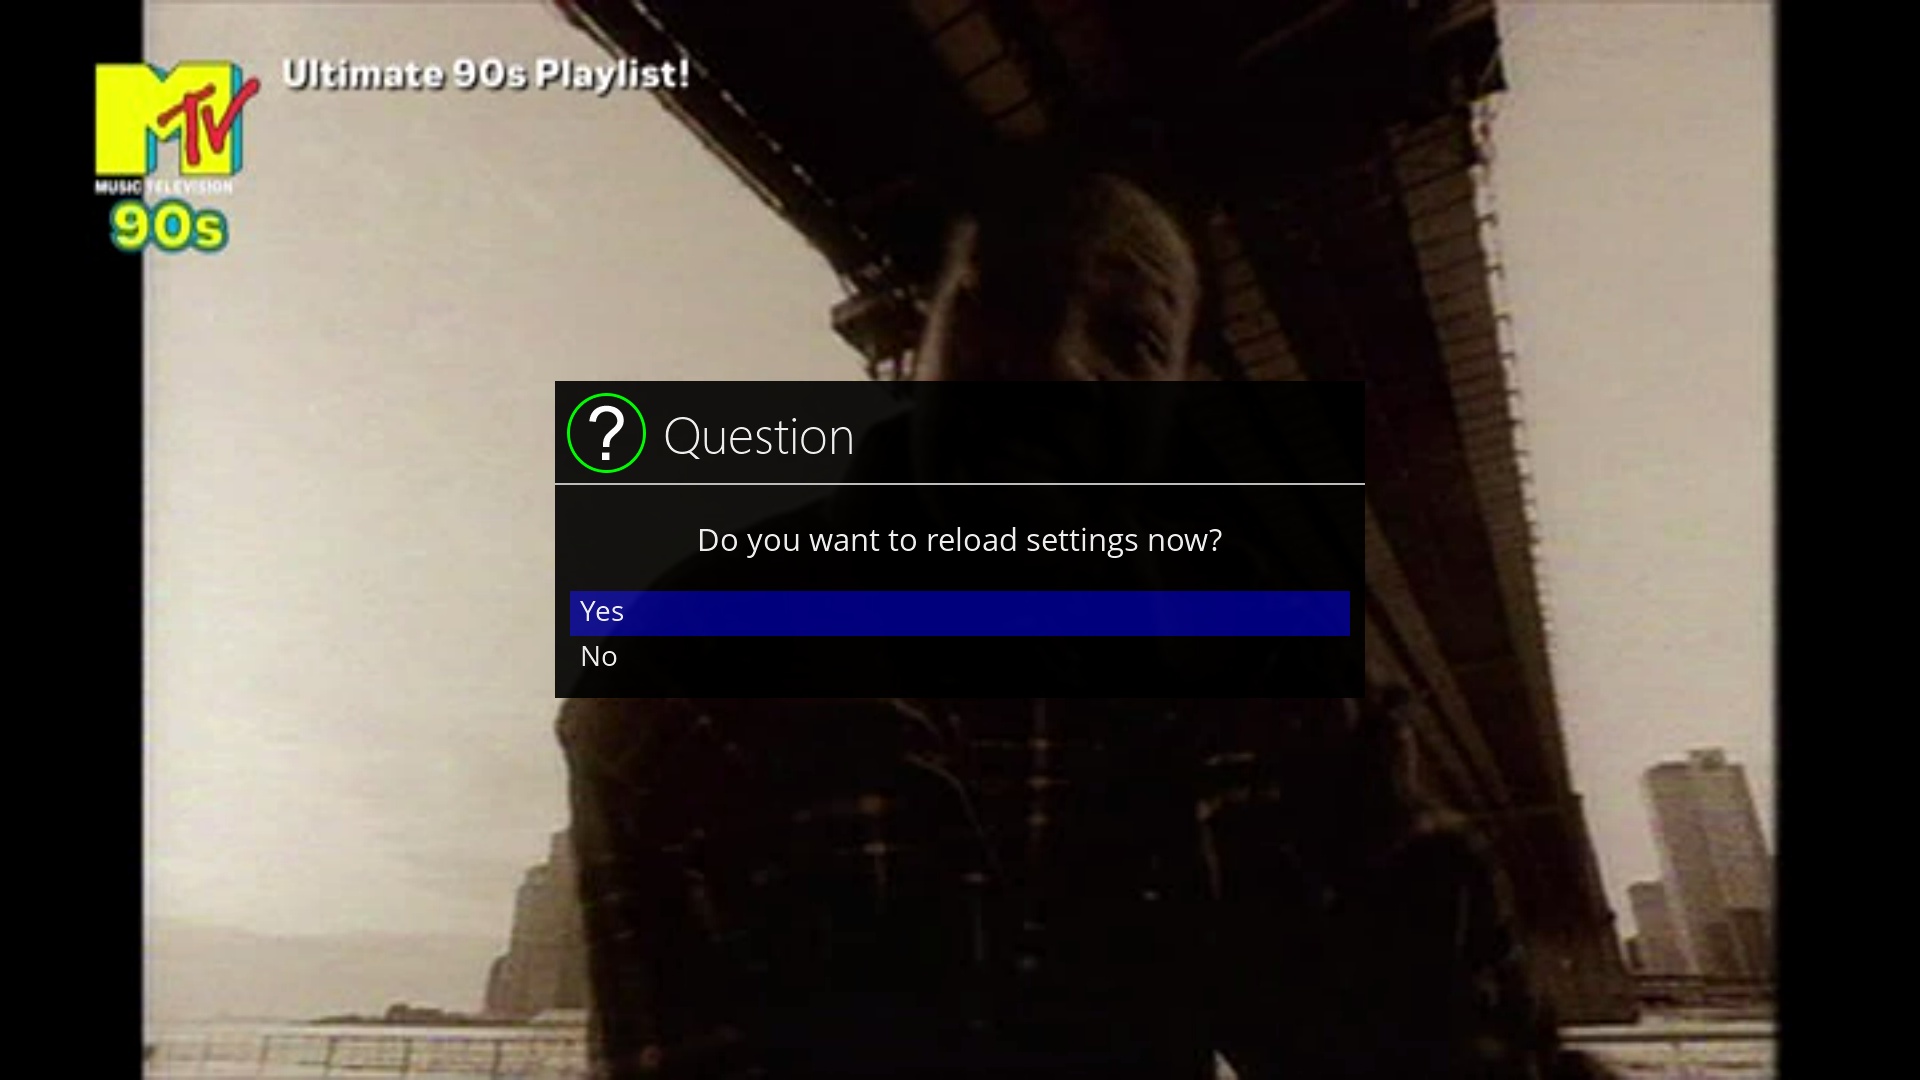 Ultimate 90s Playlist!
MTV
MUSIC TELEVISION
90s
? Question
Do you want to reload settings now?
Yes
No